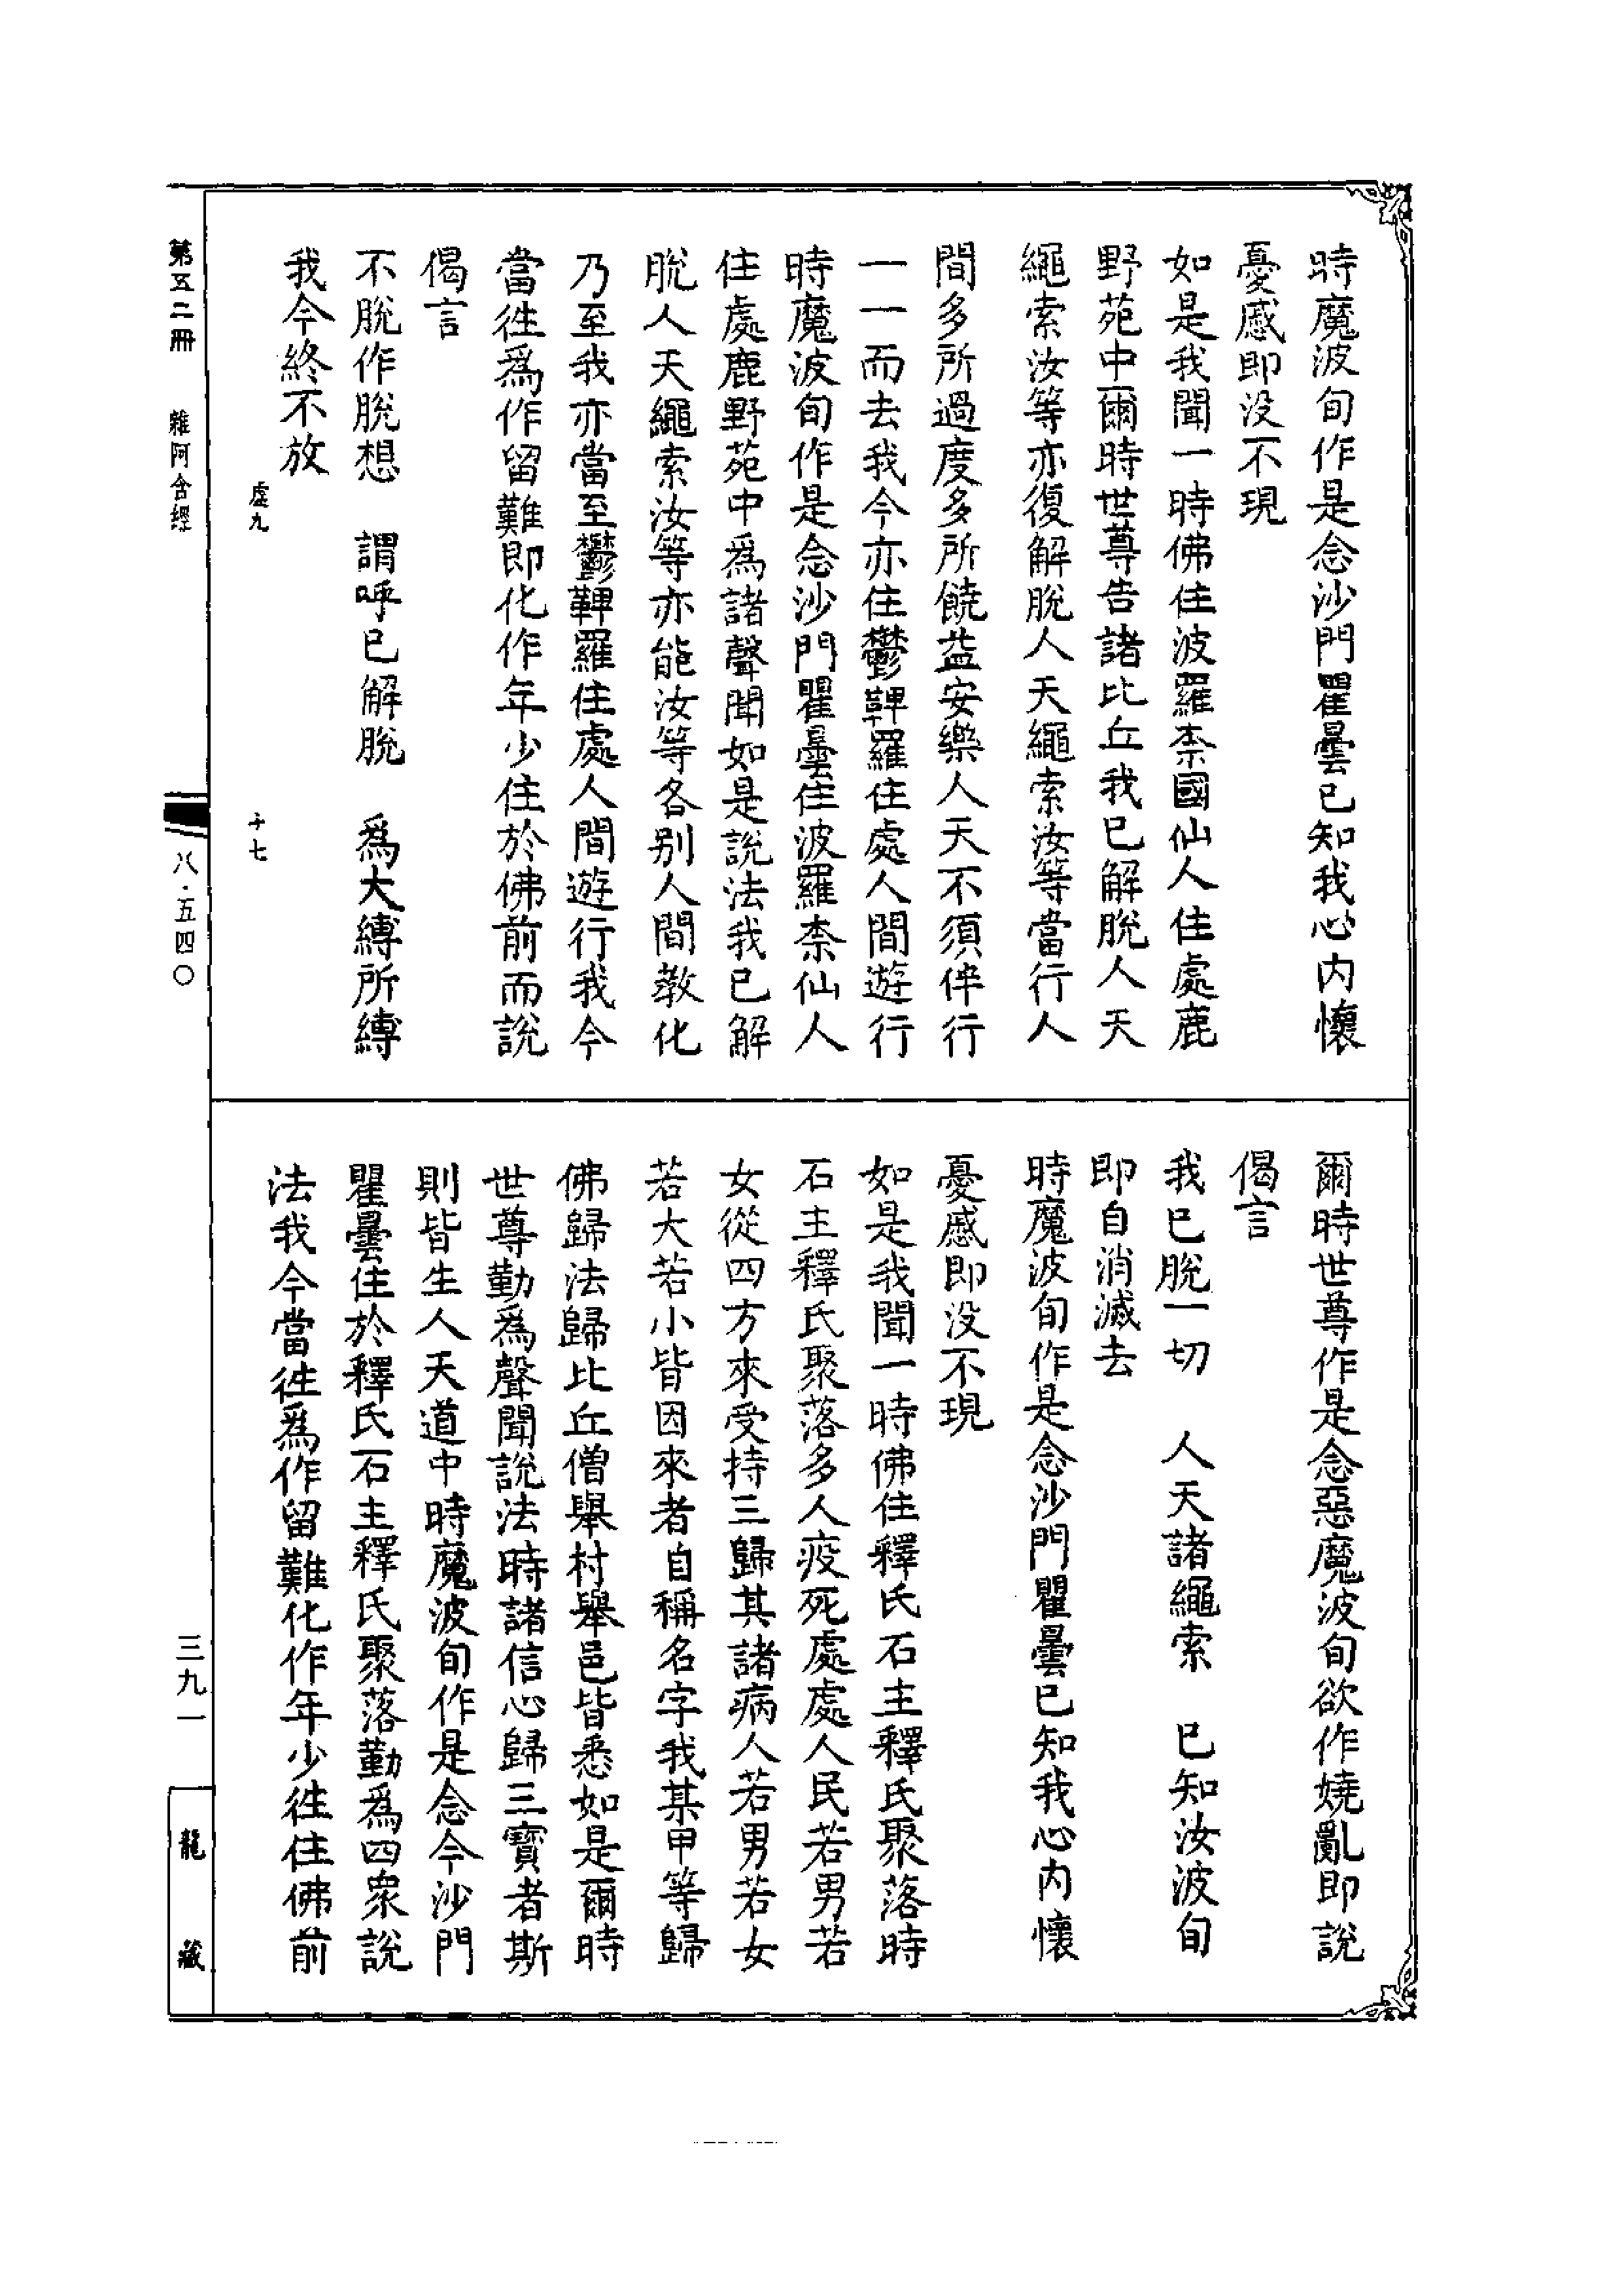 時魔波旬作是念沙門瞿曇已知我心内懷
憂慼即没不現
如是我聞一時佛住波羅柰國仙人住處鹿
野苑中爾時世尊告諸比丘我已解脫人天
繩索汝等亦復解脫人天繩索汝等當行人
間多所過度多所饒益安樂人天不須伴行
一一而去我今亦住鬱鞞羅住處人間遊行
時魔波旬作是念沙門瞿曇住波羅柰仙人
住處鹿野苑中爲諸聲聞如是說法我已解
脫人天繩索汝等亦能汝等各别人間教化
乃至我亦當至鬱鞞羅住處人間遊行我今
當徃爲作留難即化作年少住於佛前而說
偈言
不脫作脫想　謂呼已解脫　爲大縛所縛
我今終不放
虛九　十七
爾時世尊作是念惡魔波旬欲作嬈亂即說
偈言
我已脫一切　人天諸繩索　已知汝波旬
即自消滅去
時魔波旬作是念沙門瞿曇已知我心内懷
憂慼即没不現
如是我聞一時佛住釋氏石主釋氏聚落時
石主釋氏聚落多人疫死處處人民若男若
女從四方來受持三歸其諸病人若男若女
若大若小皆因來者自稱名字我某甲等歸
佛歸法歸比丘僧舉村舉邑皆悉如是爾時
世尊勤爲聲聞說法時諸信心歸三寶者斯
則皆生人天道中時魔波旬作是念今沙門
瞿曇住於釋氏石主釋氏聚落勤爲四衆說
法我今當徃爲作留難化作年少徃住佛前
第五二冊　雜阿含經
八·五四〇
三九一
龍藏